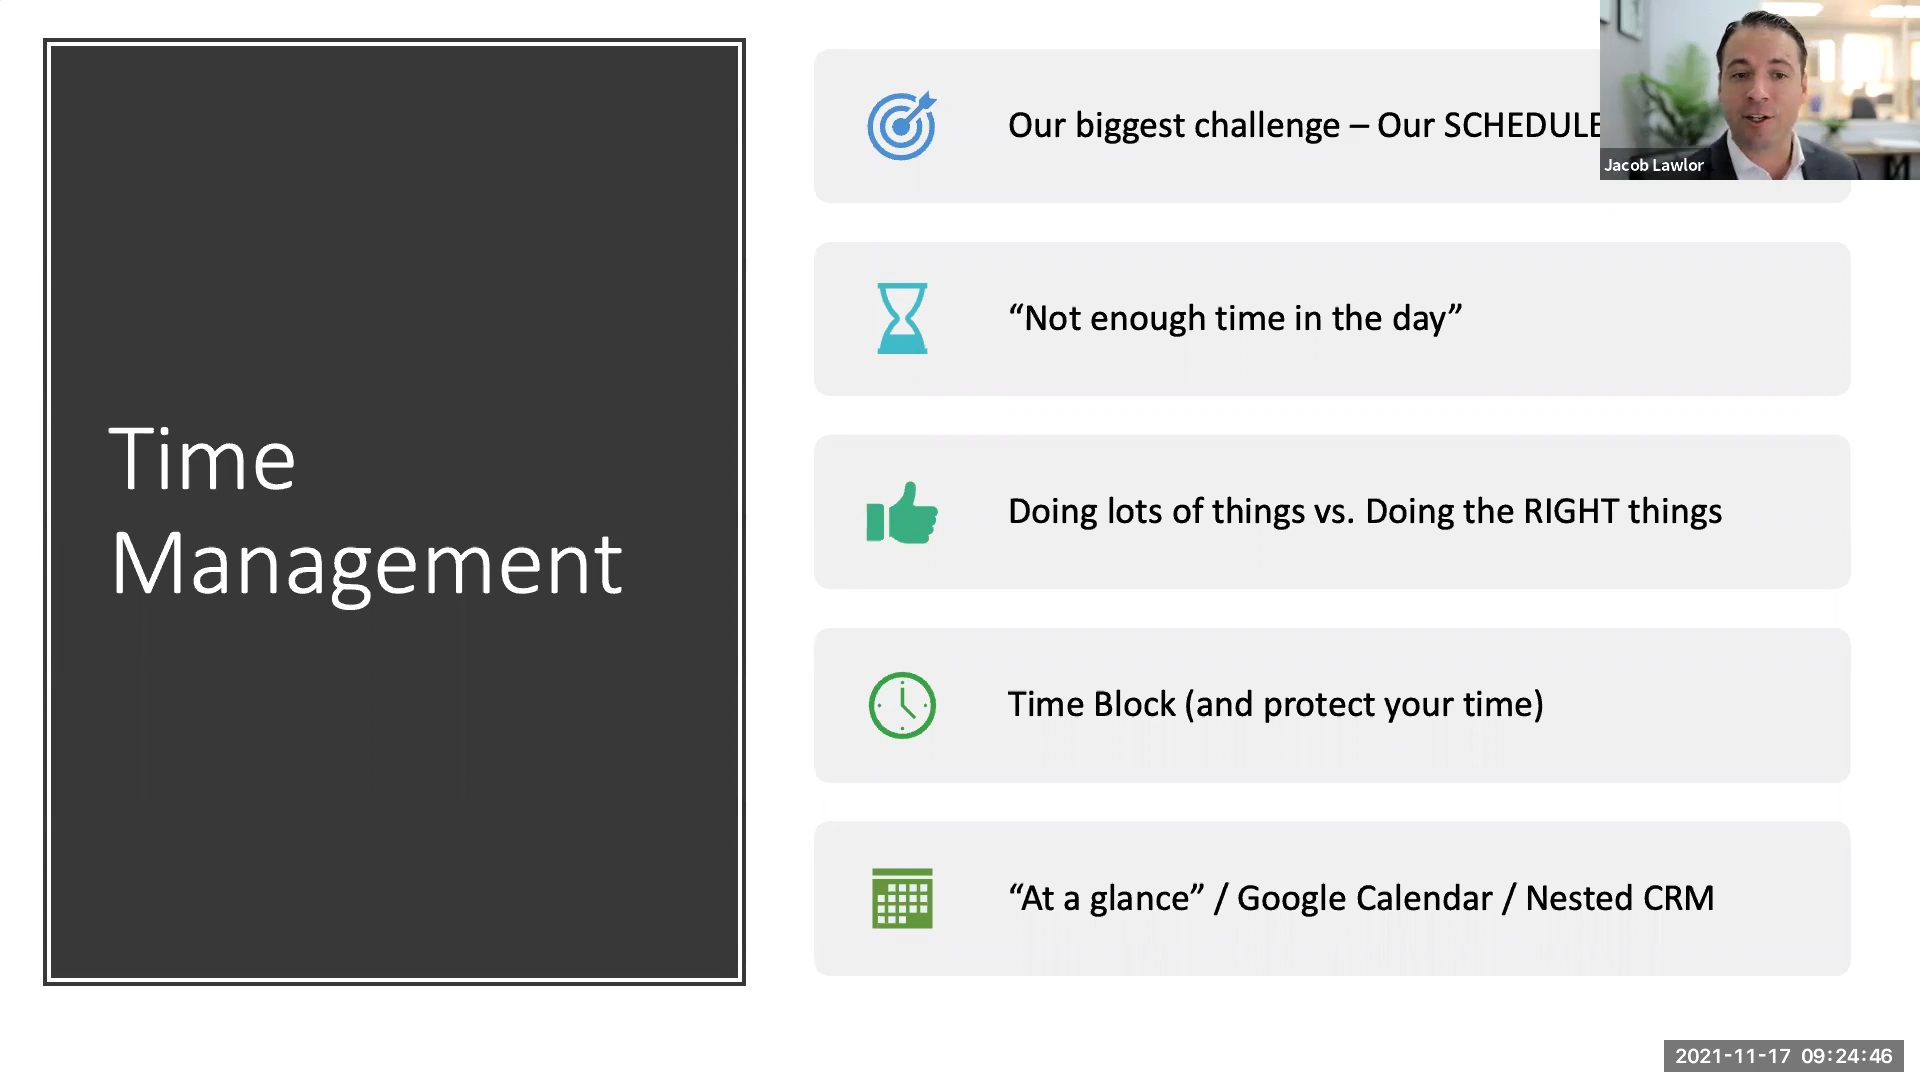 Time
Management
Our biggest challenge – Our SCHEDULE
“Not enough time in the day”
Doing lots of things vs. Doing the RIGHT things
Time Block (and protect your time)
“At a glance” / Google Calendar / Nested CRM
Jacob Lawlor
2021-11-17 09:24:46